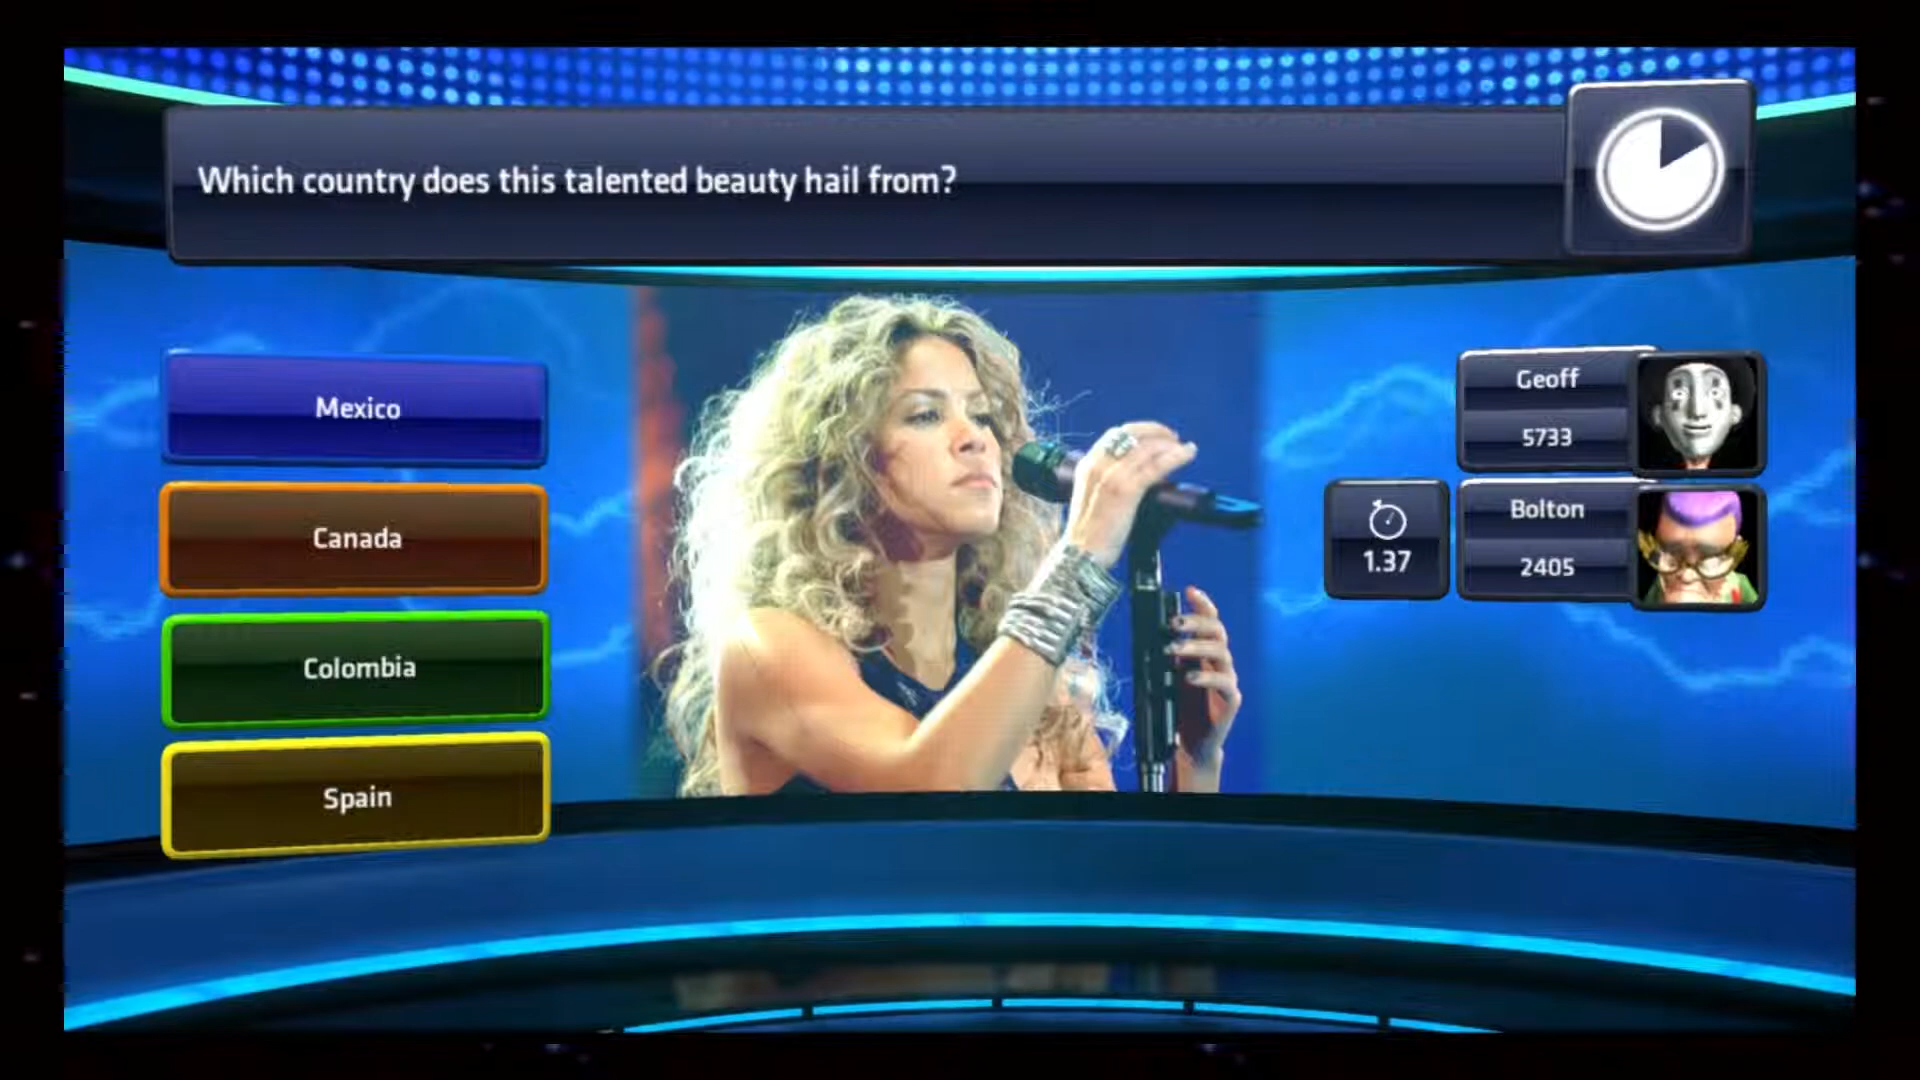 Which country does this talented beauty hail from?
Mexico
Canada
Colombia
Spain
Geoff
5733
1.37
Bolton
2405